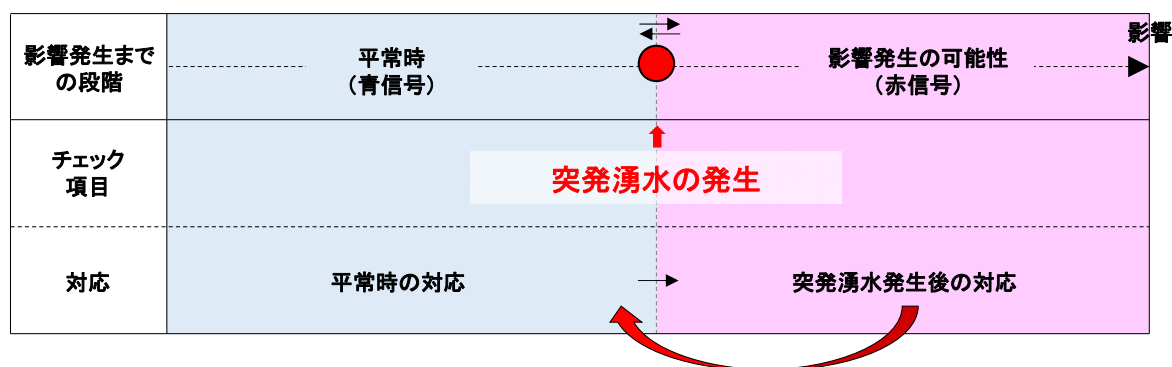 影響発生まで
の段階
平常時
（青信号）
影響発生の可能性
（赤信号）
影響
チェック
項目
突発湧水の発生
対応
平常時の対応
突発湧水発生後の対応